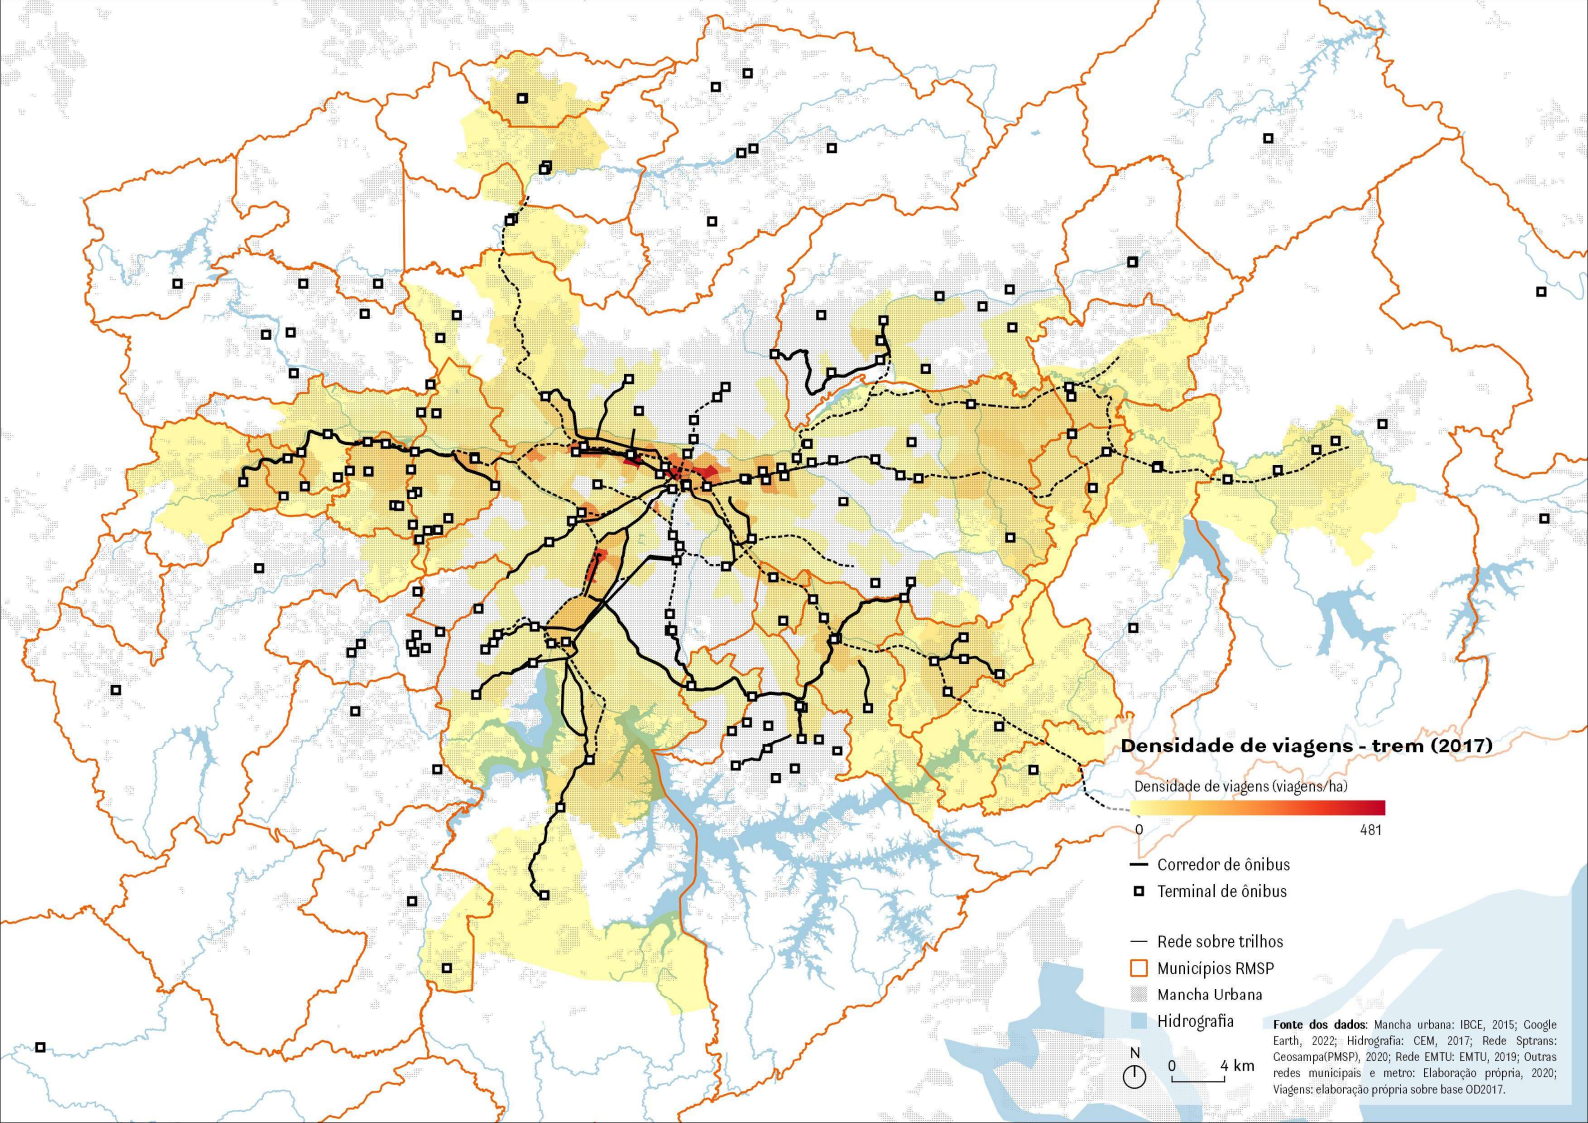 Densidade de viagens - trem (2017)
Densidade de viagens (viagens/ha)
0
481
Corredor de ônibus
Terminal de ônibus
Rede sobre trilhos
Municípios RMSP
Mancha Urbana
Hidrografia
N
0 4 km
Fonte dos dados: Mancha urbana: IBCE, 2015; Google
Earth, 2022; Hidrografia: CEM, 2017; Rede Sptrans:
Geosampa(PMSP), 2020; Rede EMTU: EMTU, 2019; Outras
redes municipais e metro: Elaboração própria, 2020;
Viagens: elaboração própria sobre base OD2017.